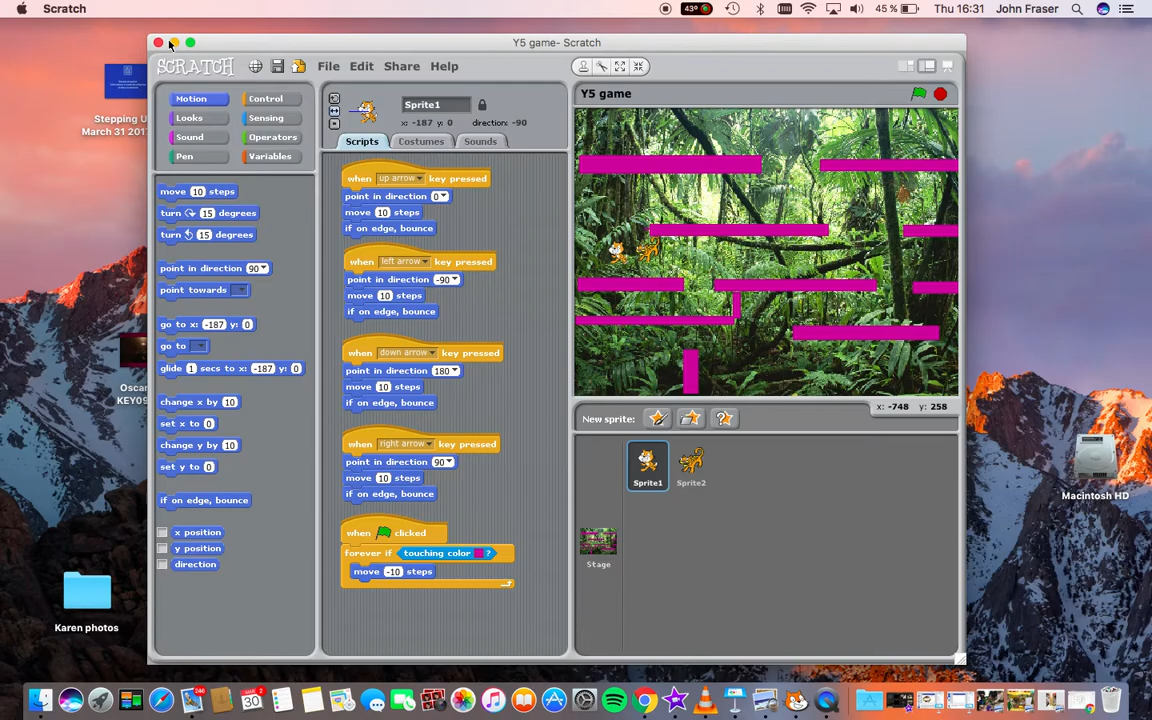 Scratch
43°
45%
Thu 16:31
John Fraser
Y5 game- Scratch
SCRATCH
File
Edit
Share
Help
Motion
Control
Looks
Sensing
Sound
Operators
Pen
Variables
move 10 steps
turn 15 degrees
turn 15 degrees
point in direction 90
point towards
go to x: -187 y: 0
go to
glide 1 secs to x: -187 y: 0
change x by 10
set x to 0
change y by 10
set y to 0
if on edge, bounce
x position
y position
direction
Sprite1
x: -187 y: 0 direction: -90
Scripts
Costumes
Sounds
when up arrow key pressed
point in direction 0
move 10 steps
if on edge, bounce
when left arrow key pressed
point in direction -90
move 10 steps
if on edge, bounce
when down arrow key pressed
point in direction 180
move 10 steps
if on edge, bounce
when right arrow key pressed
point in direction 90
move 10 steps
if on edge, bounce
when clicked
forever if touching color ?
move -10 steps
Y5 game
x: -748 y: 258
New sprite:
Sprite1
Sprite2
Stage
Stepping U
March 31 201
Oscar
KEY09
Karen photos
Macintosh HD
246
30
2